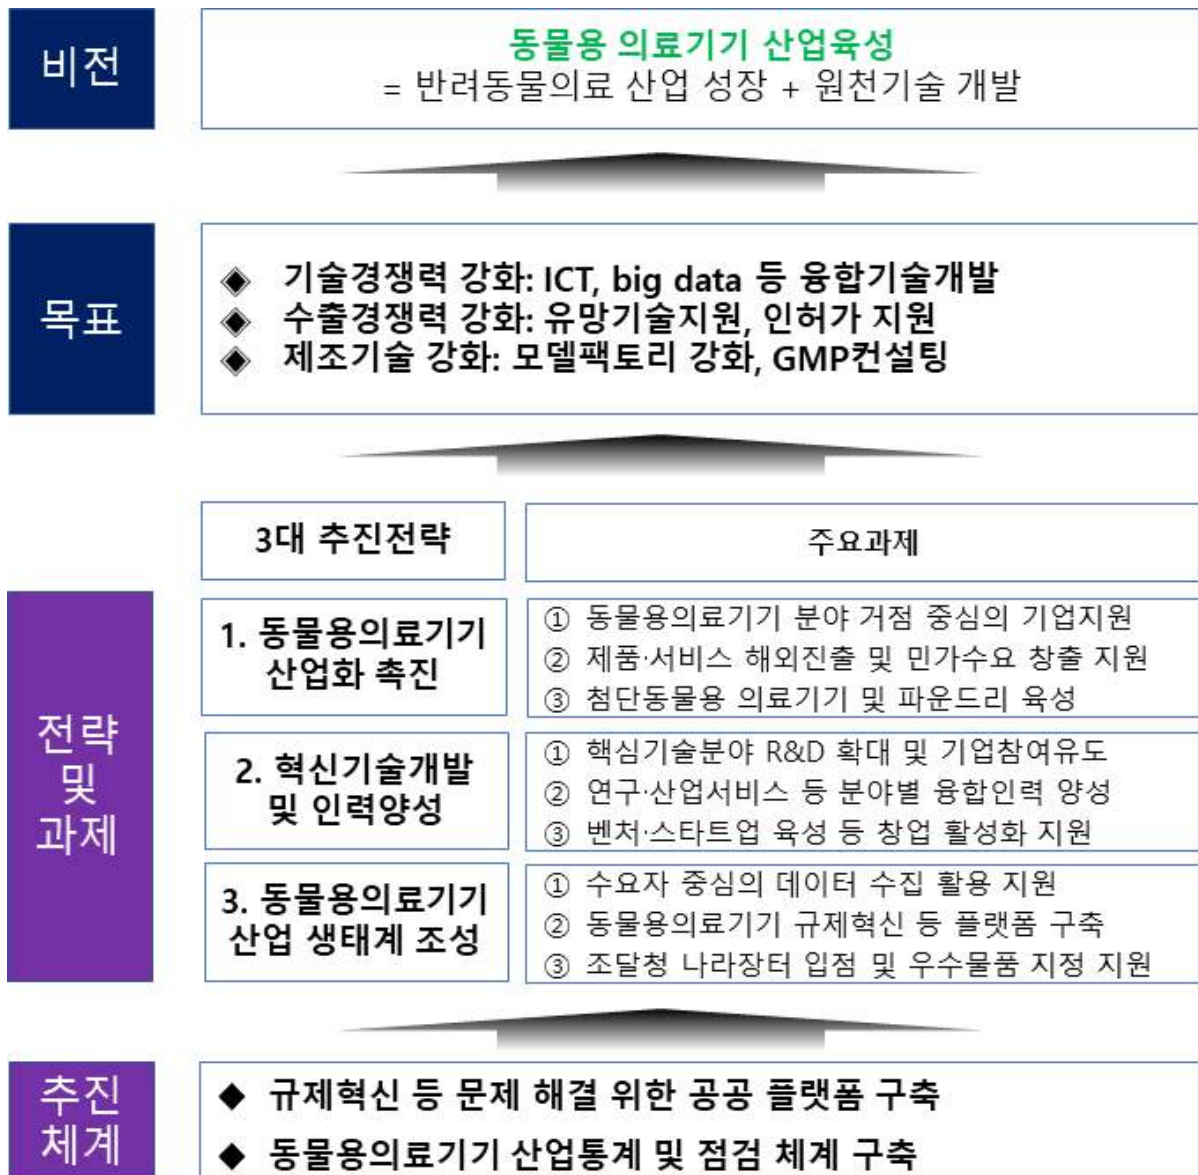 비전
동물용 의료기기 산업육성
= 반려동물의료 산업 성장 + 원천기술 개발
목표
◈ 기술경쟁력 강화: ICT, big data 등 융합기술개발
◈ 수출경쟁력 강화: 유망기술지원, 인허가 지원
◈ 제조기술 강화: 모델팩토리 강화, GMP컨설팅
3대 추진전략
주요과제
전략
및
과제
1. 동물용의료기기
산업화 촉진
① 동물용의료기기 분야 거점 중심의 기업지원
② 제품·서비스 해외진출 및 민가수요 창출 지원
③ 첨단동물용 의료기기 및 파운드리 육성
2. 혁신기술개발
및 인력양성
① 핵심기술분야 R&D 확대 및 기업참여유도
② 연구·산업서비스 등 분야별 융합인력 양성
③ 벤처·스타트업 육성 등 창업 활성화 지원
3. 동물용의료기기
산업 생태계 조성
① 수요자 중심의 데이터 수집 활용 지원
② 동물용의료기기 규제혁신 등 플랫폼 구축
③ 조달청 나라장터 입점 및 우수물품 지정 지원
추진
체계
◆ 규제혁신 등 문제 해결 위한 공공 플랫폼 구축
◆ 동물용의료기기 산업통계 및 점검 체계 구축